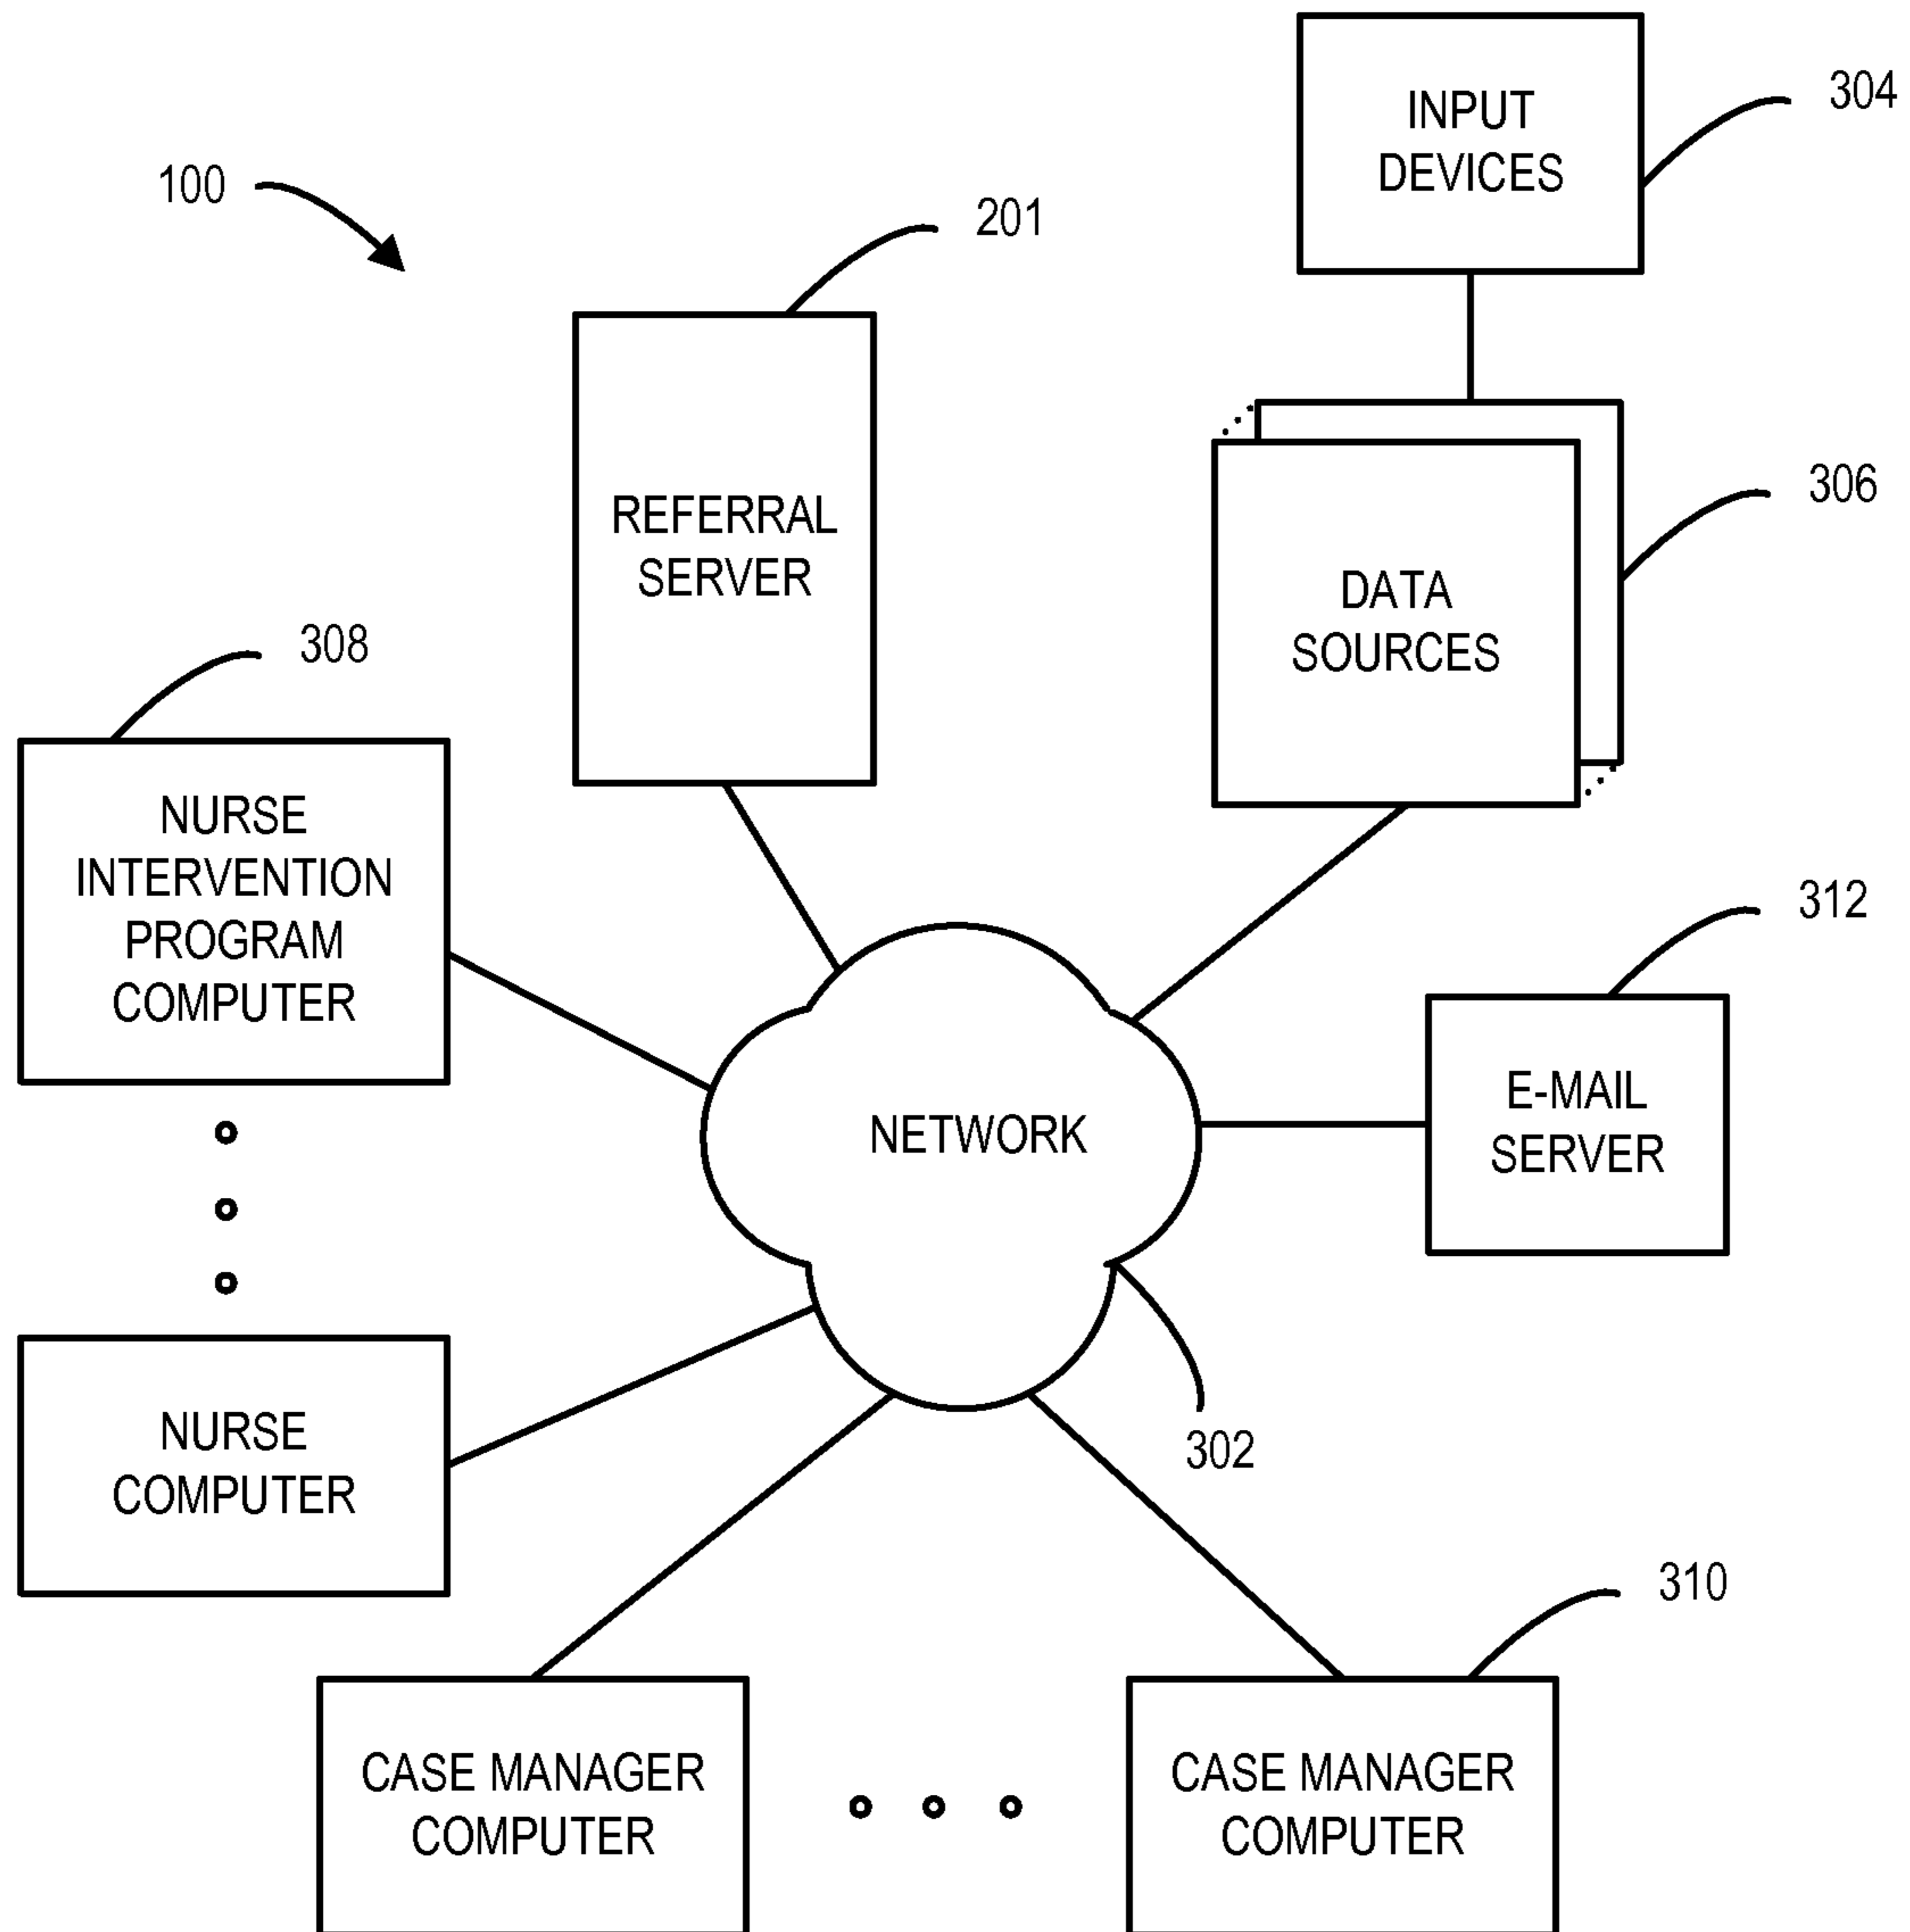 INPUT
DEVICES
304
100
201
REFERRAL
SERVER
306
DATA
SOURCES
308
NURSE
INTERVENTION
PROGRAM
COMPUTER
312
E-MAIL
SERVER
NETWORK
302
NURSE
COMPUTER
310
CASE MANAGER
COMPUTER
CASE MANAGER
COMPUTER